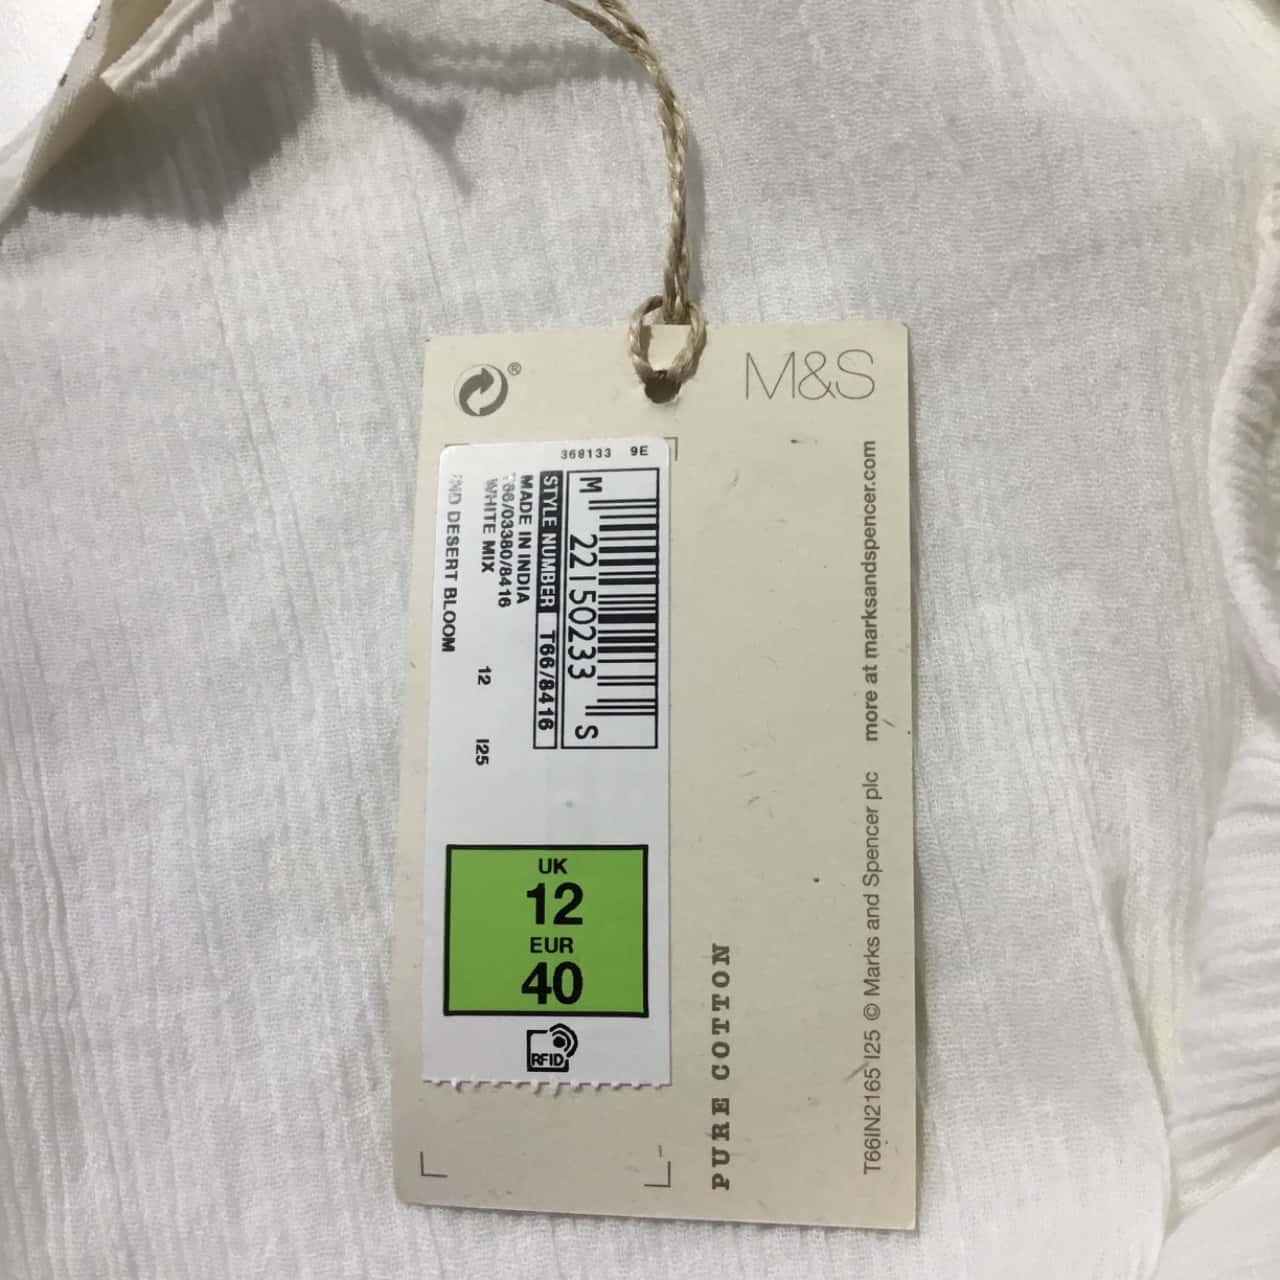 ®
M&S
368133 9E
M 22150233 S
STYLE NUMBER T66/8416
MADE IN INDIA
T66/03380/8416
WHITE MIX 12 I25
DESERT BLOOM
UK
12
EUR
40
RFID
PURE COTTON
T66IN2165 I25 © Marks and Spencer plc more at marksandspencer.com